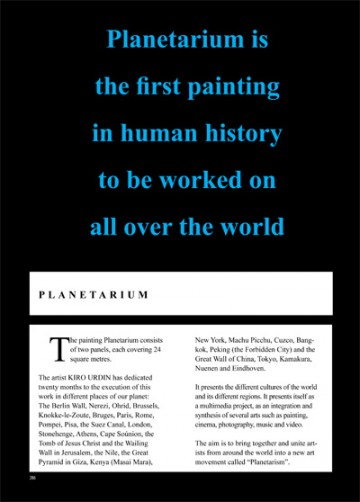 Planetarium is
the first painting
in human history
to be worked on
all over the world
PLANETARIUM
The painting Planetarium consists
of two panels, each covering 24
square metres.
The artist KIRO URDIN has dedicated
twenty months to the execution of this
work in different places of our planet:
The Berlin Wall, Nerezi, Ohrid, Brussels,
Knokke-le-Zoute, Bruges, Paris, Rome,
Pompei, Pisa, the Suez Canal, London,
Stonehenge, Athens, Cape Soúnion, the
Tomb of Jesus Christ and the Wailing
Wall in Jerusalem, the Nile, the Great
Pyramid in Giza, Kenya (Masai Mara),
New York, Machu Picchu, Cuzco, Bang-
kok, Peking (the Forbidden City) and the
Great Wall of China, Tokyo, Kamakura,
Nuenen and Eindhoven.
It presents the different cultures of the world
and its different regions. It presents itself as
a multimedia project, as an integration and
synthesis of several arts such as painting,
cinema, photography, music and video.
The aim is to bring together and unite art-
ists from around the world into a new art
movement called “Planetarium”.